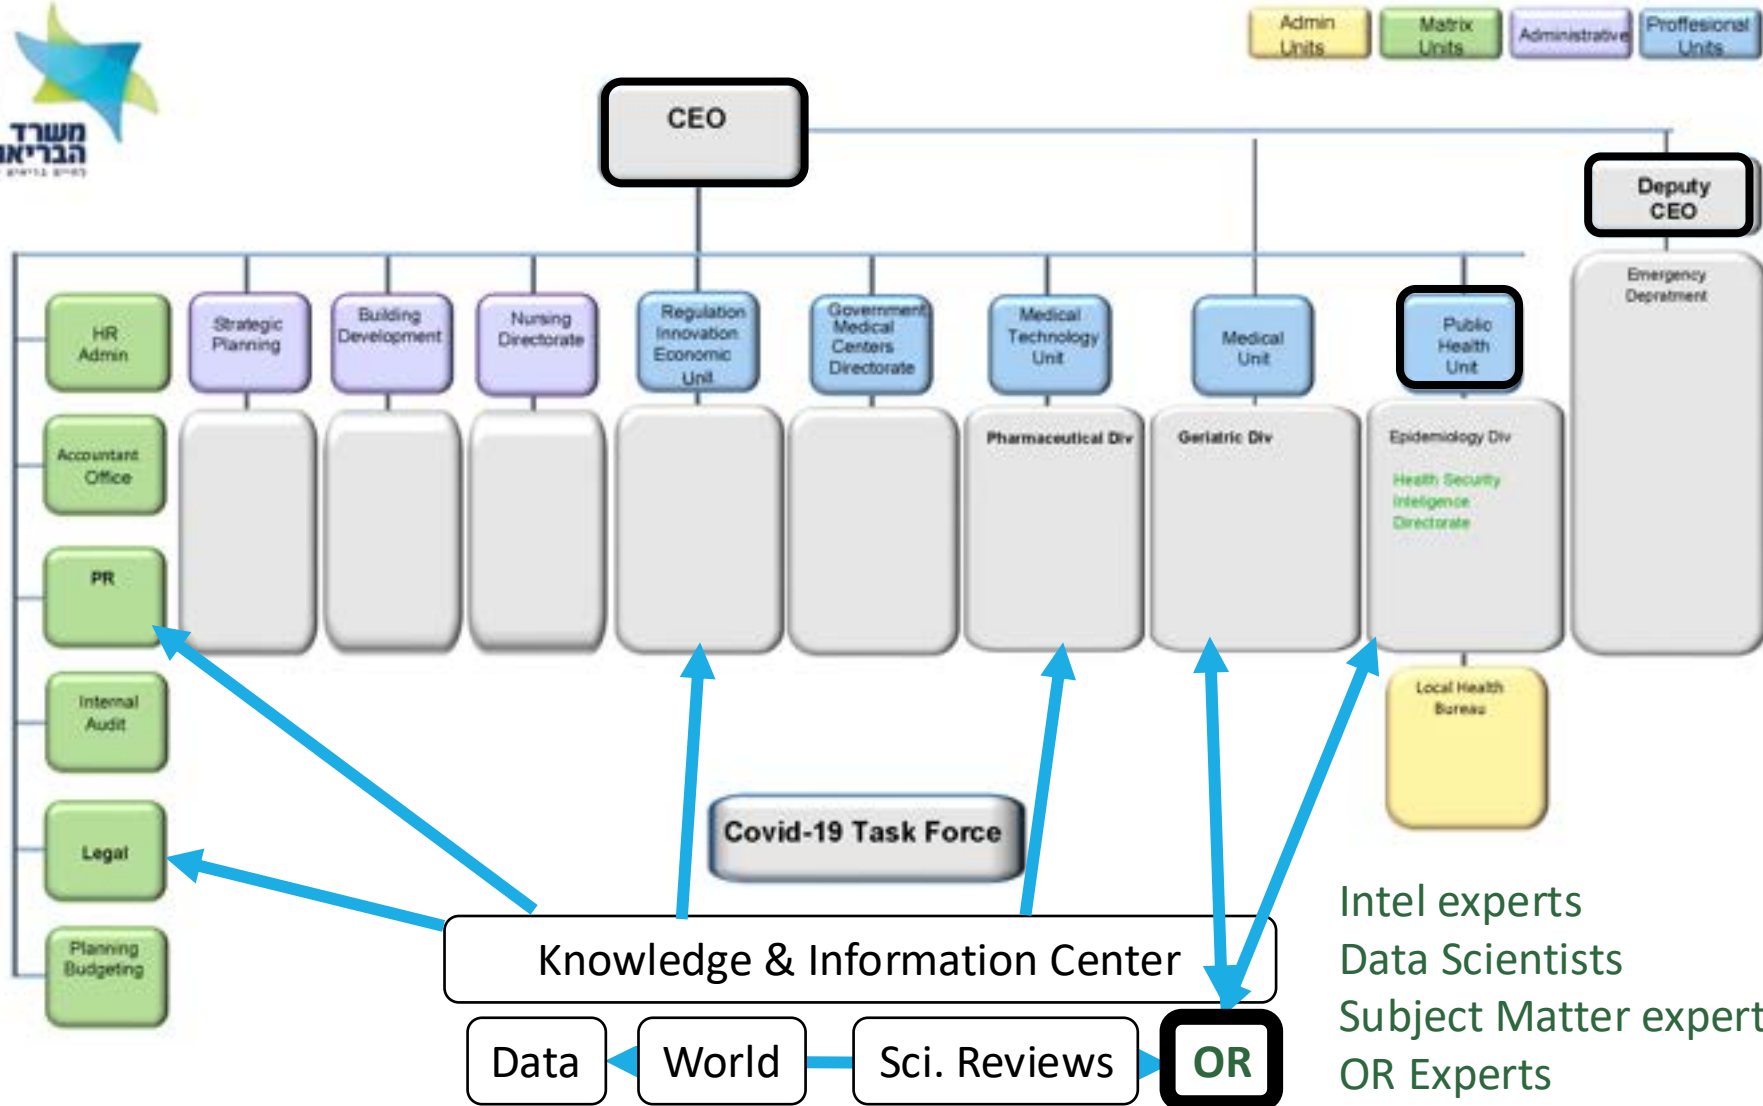 משרד
הבריאו
Admin
Units
Matrix
Units
Administrative
Proffesional
Units
CEO
Deputy
CEO
Emergency
Depratment
HR
Admin
Strategic
Planning
Building
Development
Nursing
Directorate
Regulation
Innovation
Economic
Unit
Government
Medical
Centers
Directorate
Medical
Technology
Unit
Medical
Unit
Public
Health
Unit
Accountant
Office
Pharmaceutical Div
Geriatric Div
Epidemiology Div
Health Security
Inteligence
Directorate
PR
Internal
Audit
Local Health
Bureau
Legal
Covid-19 Task Force
Planning
Budgeting
Knowledge & Information Center
Data
World
Sci. Reviews
OR
Intel experts
Data Scientists
Subject Matter expert
OR Experts